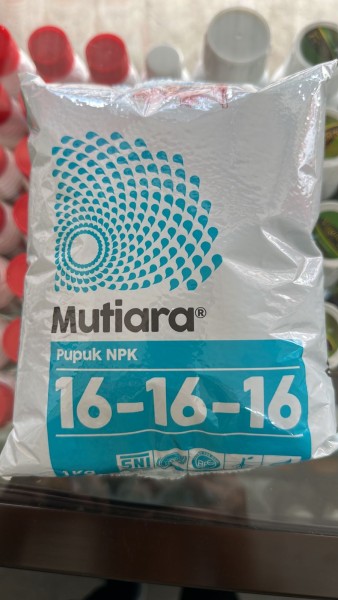 Mutiara®
Pupuk NPK
16-16-16
SNI
1KG